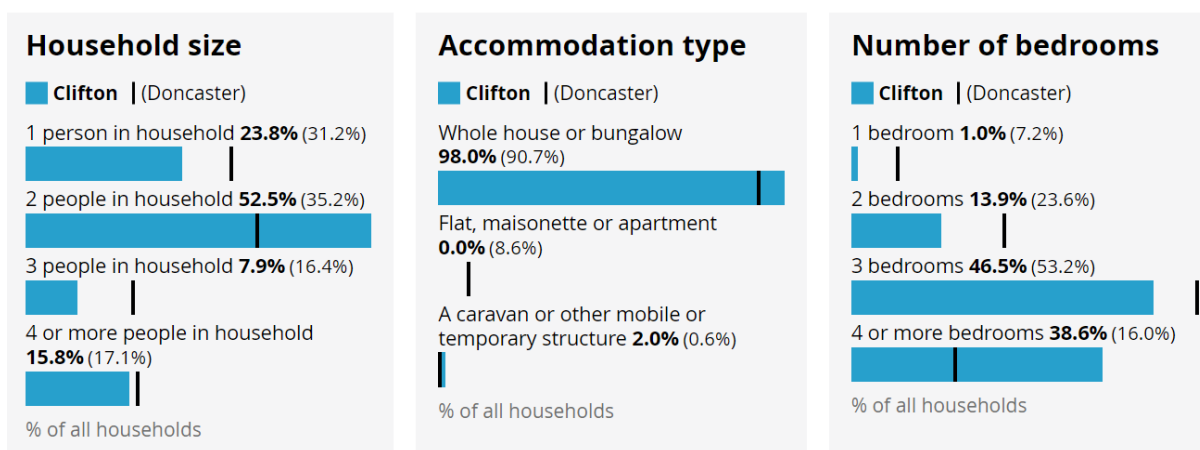 Household size
Clifton (Doncaster)
1 person in household 23.8% (31.2%)
2 people in household 52.5% (35.2%)
3 people in household 7.9% (16.4%)
4 or more people in household
15.8% (17.1%)
% of all households
Accommodation type
Clifton (Doncaster)
Whole house or bungalow
98.0% (90.7%)
Flat, maisonette or apartment
0.0% (8.6%)
A caravan or other mobile or
temporary structure 2.0% (0.6%)
% of all households
Number of bedrooms
Clifton (Doncaster)
1 bedroom 1.0% (7.2%)
2 bedrooms 13.9% (23.6%)
3 bedrooms 46.5% (53.2%)
4 or more bedrooms 38.6% (16.0%)
% of all households